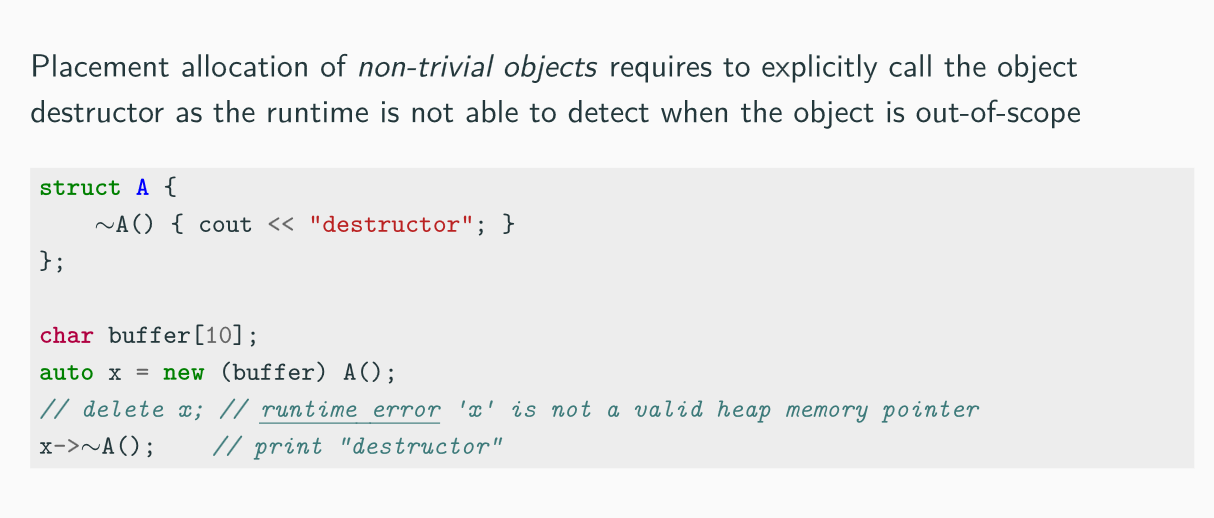 Placement allocation of non-trivial objects requires to explicitly call the object
destructor as the runtime is not able to detect when the object is out-of-scope
struct A {
    ~A() { cout << "destructor"; }
};
char buffer[10];
auto x = new (buffer) A();
// delete x; // runtime error 'x' is not a valid heap memory pointer
x->~A();    // print "destructor"